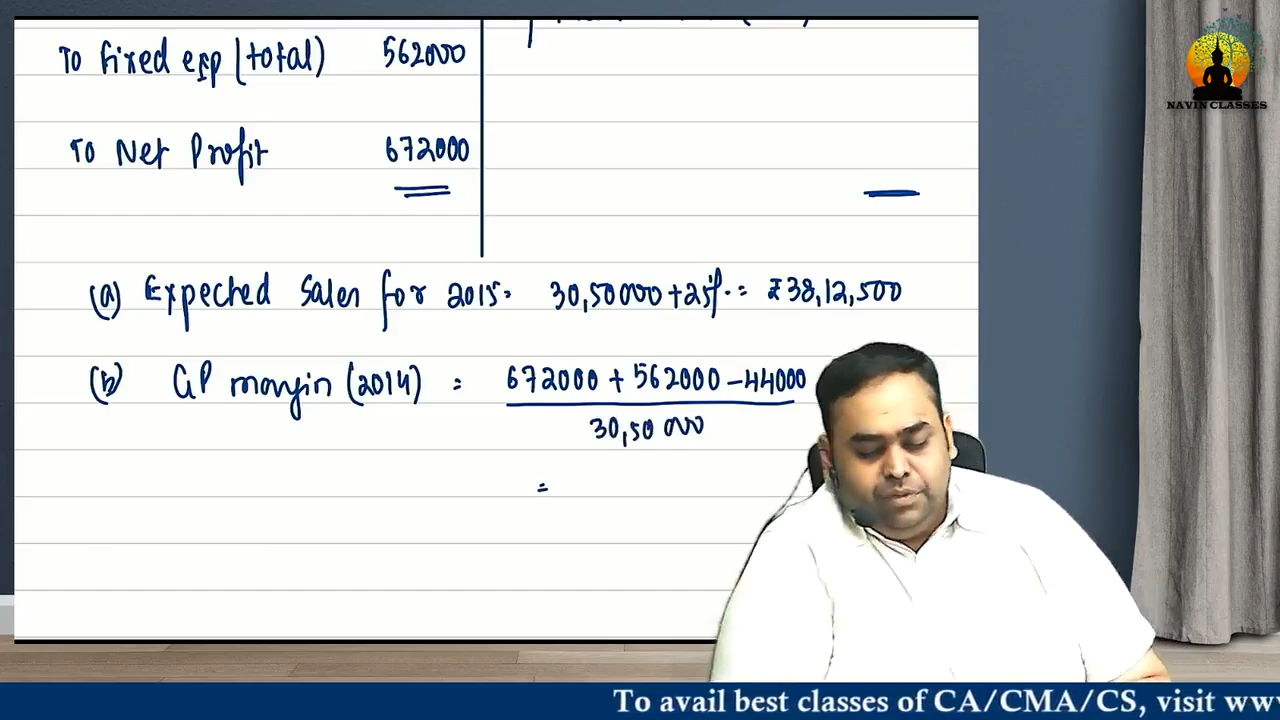 To fixed exp (total) 562000
NAVIN CLASSES
To Net Profit 672000
(a) Expected Sales for 2015 = 30,50000 + 25% = ₹38,12,500
(b) GP margin (2014) = 672000 + 562000 - 44000
30,50 000
=
To avail best classes of CA/CMA/CS, visit www